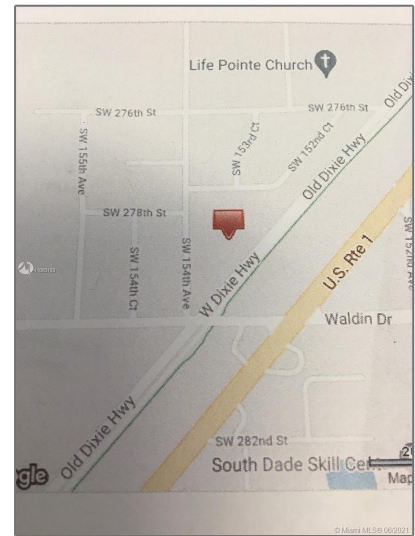 Life Pointe Church
SW 276th St
SW 276th St
Old Dixie
SW 155th Ave
SW 153rd Ct
SW 152nd Ct
Old Dixie Hwy
SW 278th St
SW 154th Ct
SW 154th Ave
W Dixie Hwy
U.S. Rte 1
SW 152nd
Waldin Dr
Old Dixie Hwy
SW 282nd St
South Dade Skill Cen
gle
Map
© Miami MLS® 06/2021